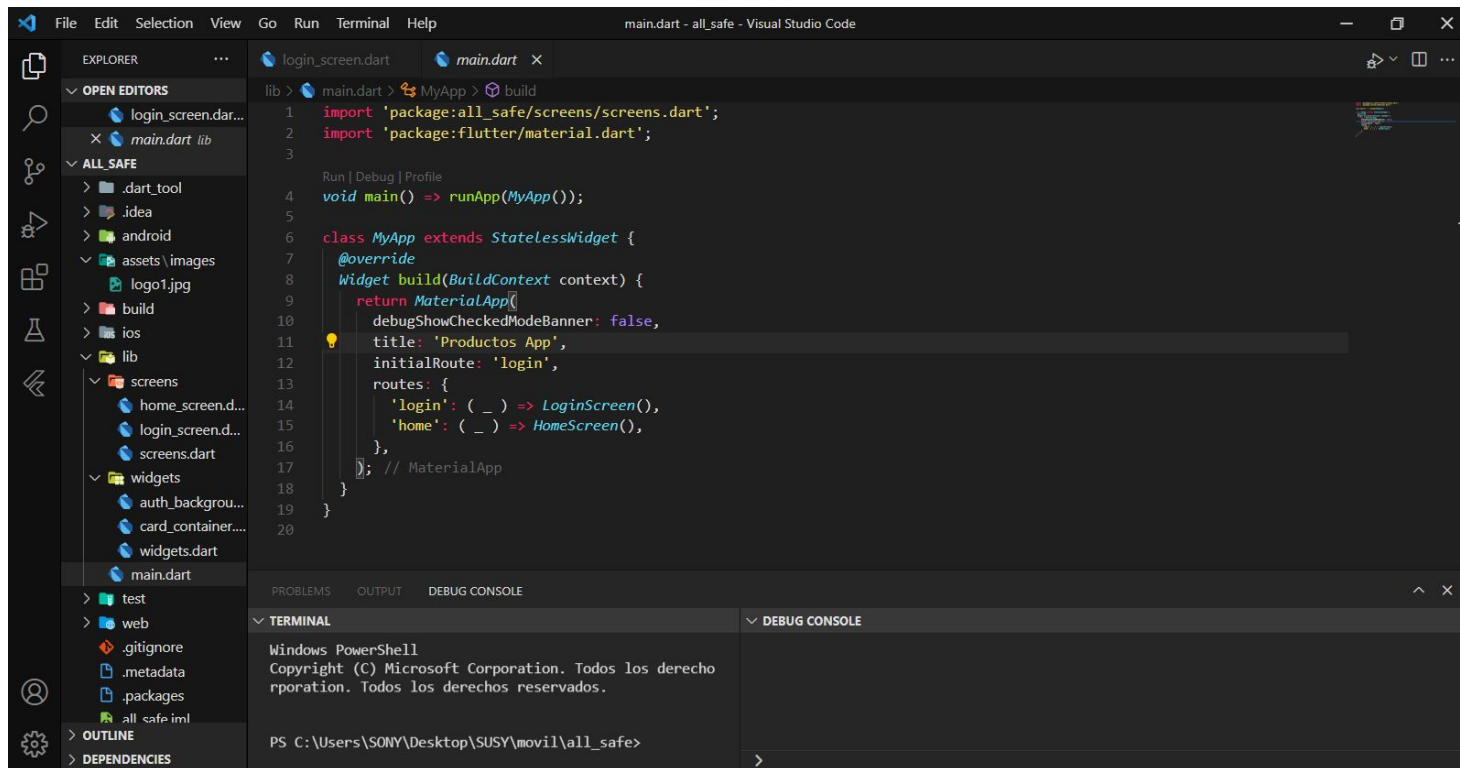 File Edit Selection View Go Run Terminal Help main.dart - all_safe - Visual Studio Code
EXPLORER ...
OPEN EDITORS
login_screen.dar...
main.dart lib
ALL_SAFE
.dart_tool
.idea
android
assets\images
logo1.jpg
build
ios
lib
screens
home_screen.d...
login_screen.d...
screens.dart
widgets
auth_backgrou...
card_container....
widgets.dart
main.dart
test
web
.gitignore
.metadata
.packages
all_safe.iml
OUTLINE
DEPENDENCIES
login_screen.dart main.dart
lib > main.dart > MyApp > build
1 import 'package:all_safe/screens/screens.dart';
2 import 'package:flutter/material.dart';
3
Run | Debug | Profile
4 void main() => runApp(MyApp());
5
6 class MyApp extends StatelessWidget {
7 @override
8 Widget build(BuildContext context) {
9 return MaterialApp(
10 debugShowCheckedModeBanner: false,
11 title: 'Productos App',
12 initialRoute: 'login',
13 routes: {
14 'login': ( _ ) => LoginScreen(),
15 'home': ( _ ) => HomeScreen(),
16 },
17 ); // MaterialApp
18 }
19 }
20
PROBLEMS OUTPUT DEBUG CONSOLE
TERMINAL
Windows PowerShell
Copyright (C) Microsoft Corporation. Todos los derecho
rporation. Todos los derechos reservados.
PS C:\Users\SONY\Desktop\SUSY\movil\all_safe>
DEBUG CONSOLE
>